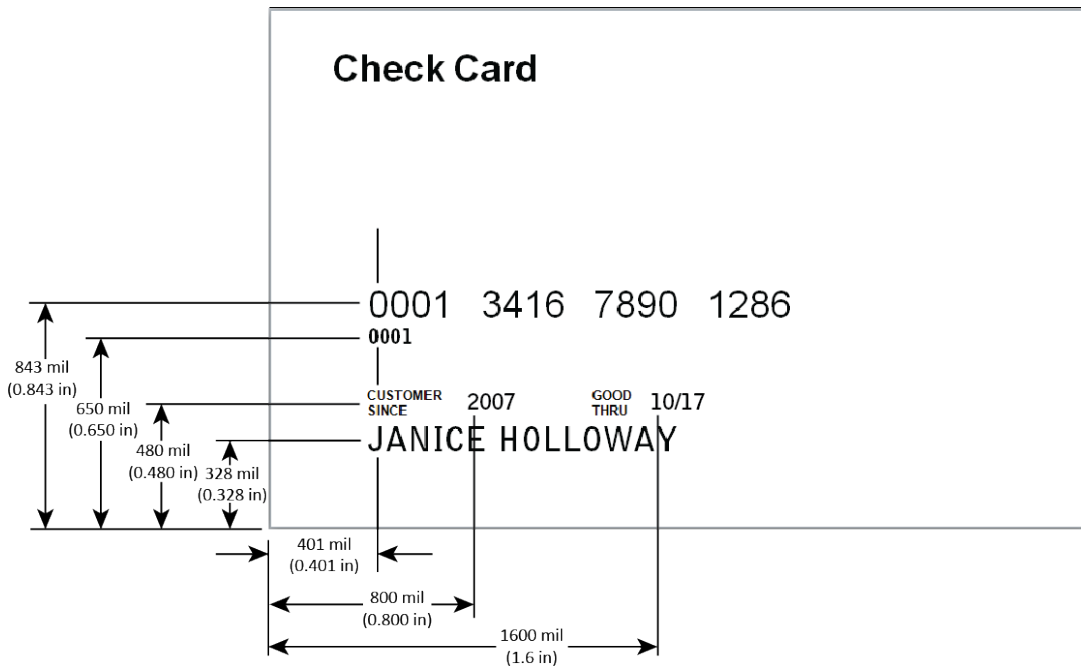 Check Card
0001 3416 7890 1286
0001
843 mil
(0.843 in)
650 mil
(0.650 in)
CUSTOMER
SINCE
2007
GOOD
THRU
10/17
480 mil
(0.480 in)
JANICE HOLLOWAY
328 mil
(0.328 in)
401 mil
(0.401 in)
800 mil
(0.800 in)
1600 mil
(1.6 in)